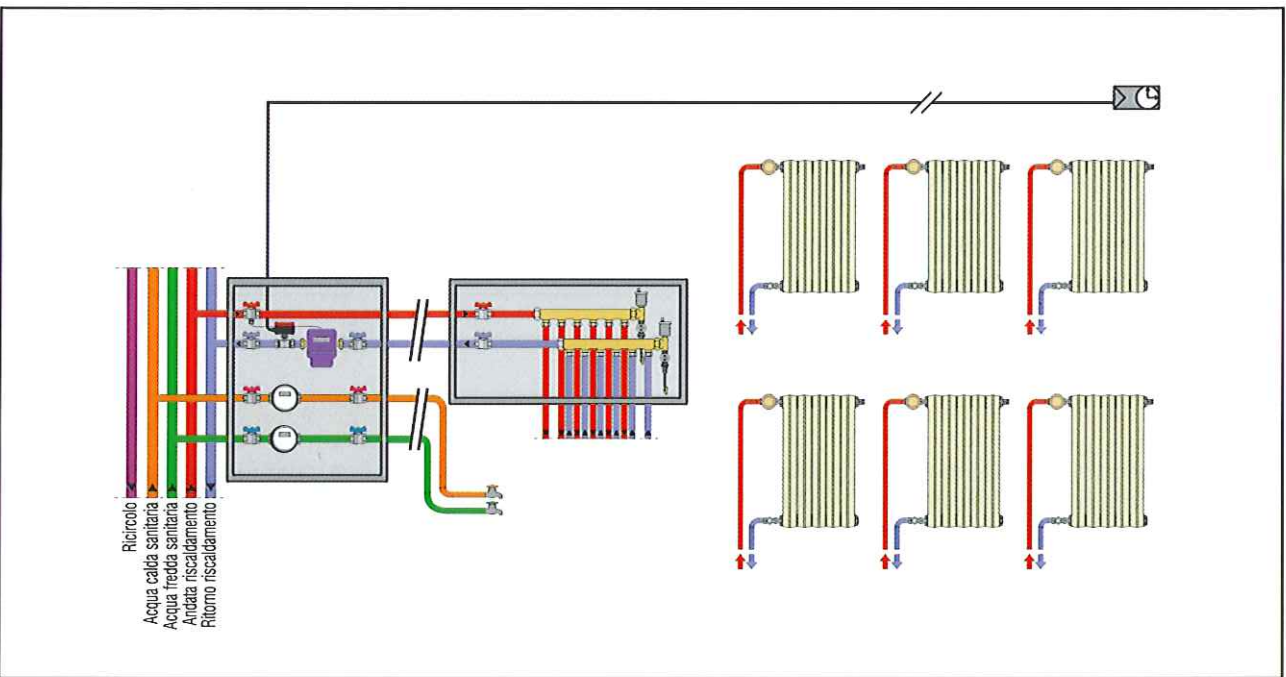 Ricircolo
Acqua calda sanitaria
Acqua fredda sanitaria
Andata riscaldamento
Ritorno riscaldamento